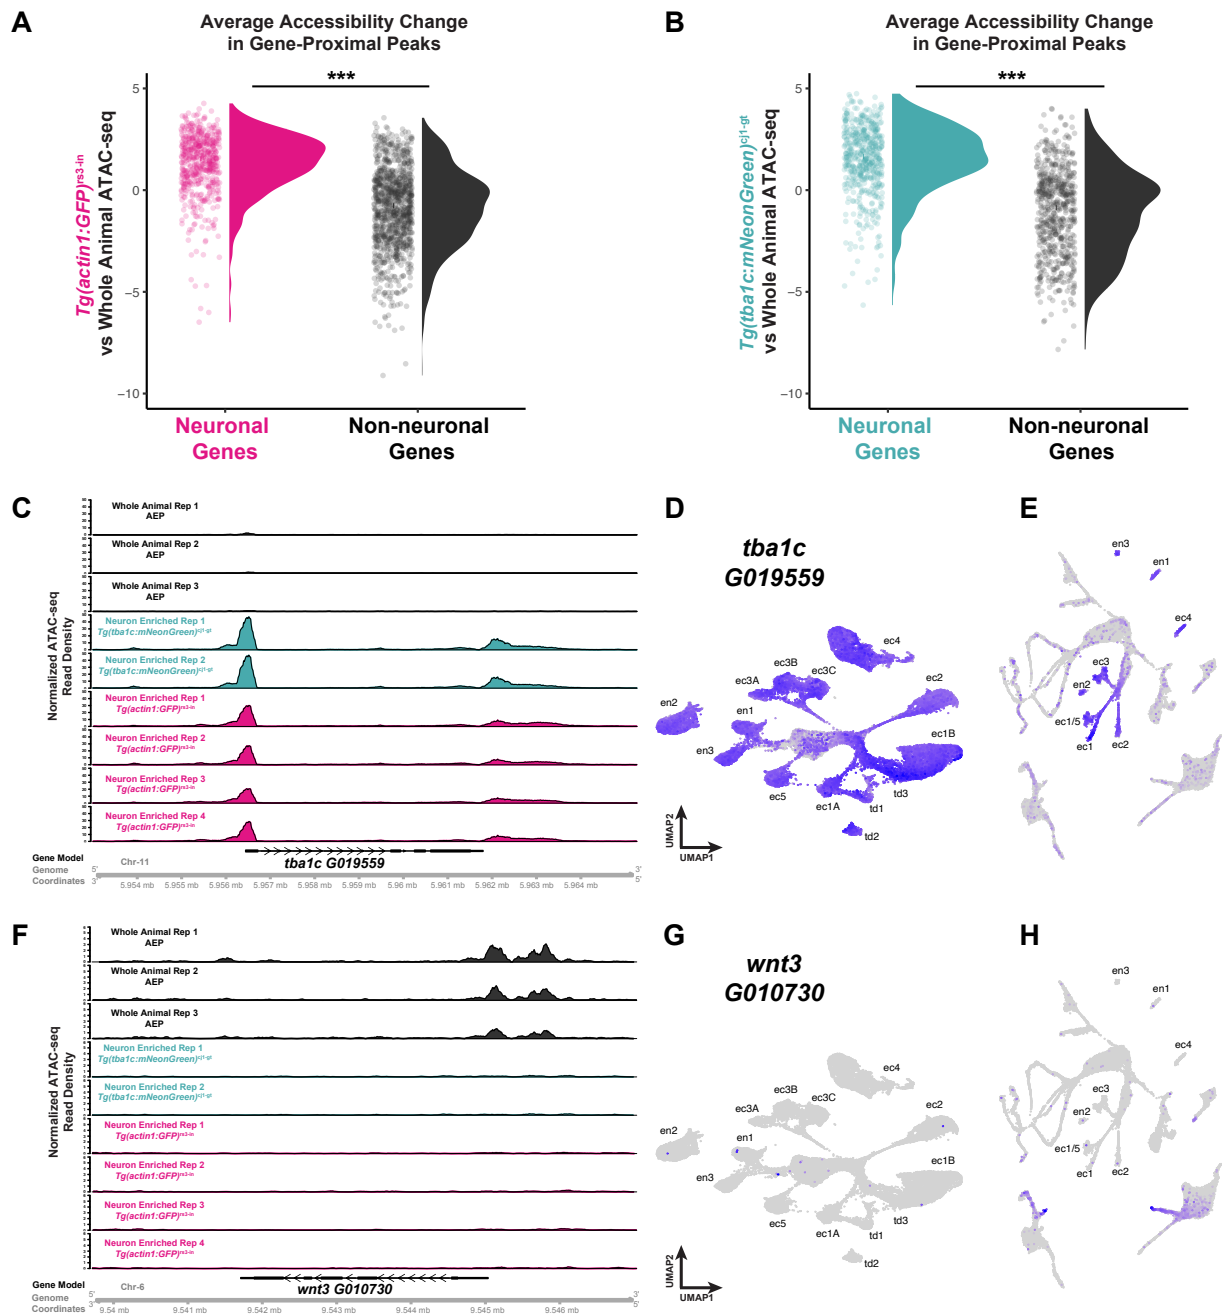 A
Average Accessibility Change
in Gene-Proximal Peaks
***
Tg(actin1:GFP)rs3-in
vs Whole Animal ATAC-seq
5
0
−5
−10
Neuronal
Genes
Non-neuronal
Genes
B
Average Accessibility Change
in Gene-Proximal Peaks
***
Tg(tba1c:mNeonGreen)cj1-gt
vs Whole Animal ATAC-seq
5
0
−5
−10
Neuronal
Genes
Non-neuronal
Genes
C
Normalized ATAC-seq
Read Density
Whole Animal Rep 1
AEP
Whole Animal Rep 2
AEP
Whole Animal Rep 3
AEP
Neuron Enriched Rep 1
Tg(tba1c:mNeonGreen)cj1-gt
Neuron Enriched Rep 2
Tg(tba1c:mNeonGreen)cj1-gt
Neuron Enriched Rep 1
Tg(actin1:GFP)rs3-in
Neuron Enriched Rep 2
Tg(actin1:GFP)rs3-in
Neuron Enriched Rep 3
Tg(actin1:GFP)rs3-in
Neuron Enriched Rep 4
Tg(actin1:GFP)rs3-in
Gene Model
Chr-11
tba1c G019559
Genome
Coordinates
5'
3'
3'
5'
5.954 mb
5.955 mb
5.956 mb
5.957 mb
5.958 mb
5.959 mb
5.96 mb
5.961 mb
5.962 mb
5.963 mb
5.964 mb
D
tba1c
G019559
ec4
ec3B
ec3C
ec3A
ec2
en2
en1
ec1B
en3
ec5
ec1A
td1
td3
td2
UMAP2
UMAP1
E
en3
en1
ec4
ec3
en2
ec1/5
ec1
ec2
F
Normalized ATAC-seq
Read Density
Whole Animal Rep 1
AEP
Whole Animal Rep 2
AEP
Whole Animal Rep 3
AEP
Neuron Enriched Rep 1
Tg(tba1c:mNeonGreen)cj1-gt
Neuron Enriched Rep 2
Tg(tba1c:mNeonGreen)cj1-gt
Neuron Enriched Rep 1
Tg(actin1:GFP)rs3-in
Neuron Enriched Rep 2
Tg(actin1:GFP)rs3-in
Neuron Enriched Rep 3
Tg(actin1:GFP)rs3-in
Neuron Enriched Rep 4
Tg(actin1:GFP)rs3-in
Gene Model
Chr-6
wnt3 G010730
Genome
Coordinates
5'
3'
3'
5'
9.54 mb
9.541 mb
9.542 mb
9.543 mb
9.544 mb
9.545 mb
9.546 mb
G
wnt3
G010730
ec4
ec3B
ec3C
ec3A
ec2
en2
en1
ec1B
en3
ec5
ec1A
td1
td3
td2
UMAP2
UMAP1
H
en3
en1
ec4
ec3
en2
ec1/5
ec1
ec2